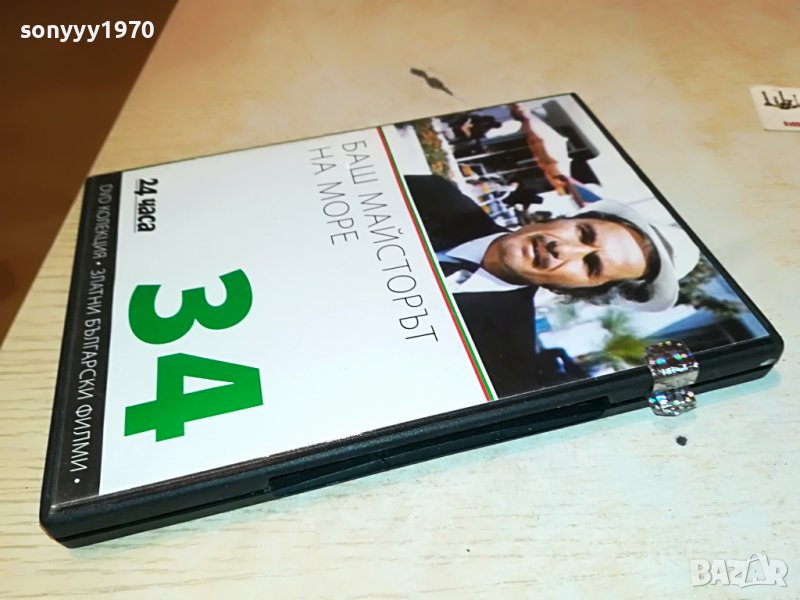 sonyyy1970
БАШ МАЙСТОРЪТ
НА МОРЕ
24 часа
34
DVD КОЛЕКЦИЯ • ЗЛАТНИ БЪЛГАРСКИ ФИЛМИ •
BAZAR